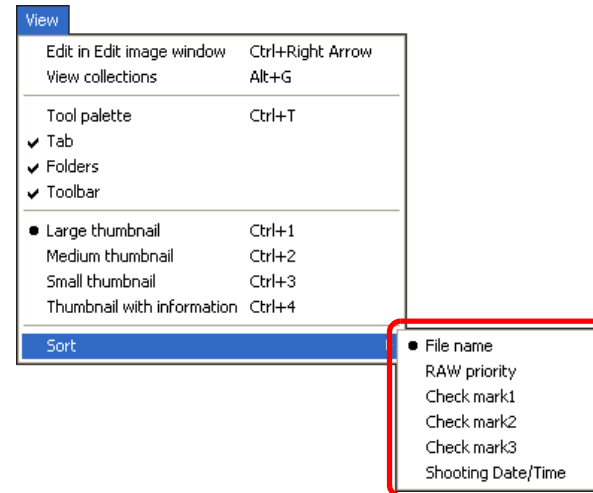 View
Edit in Edit image window Ctrl+Right Arrow
View collections Alt+G
Tool palette Ctrl+T
Tab
Folders
Toolbar
Large thumbnail Ctrl+1
Medium thumbnail Ctrl+2
Small thumbnail Ctrl+3
Thumbnail with information Ctrl+4
Sort
File name
RAW priority
Check mark1
Check mark2
Check mark3
Shooting Date/Time